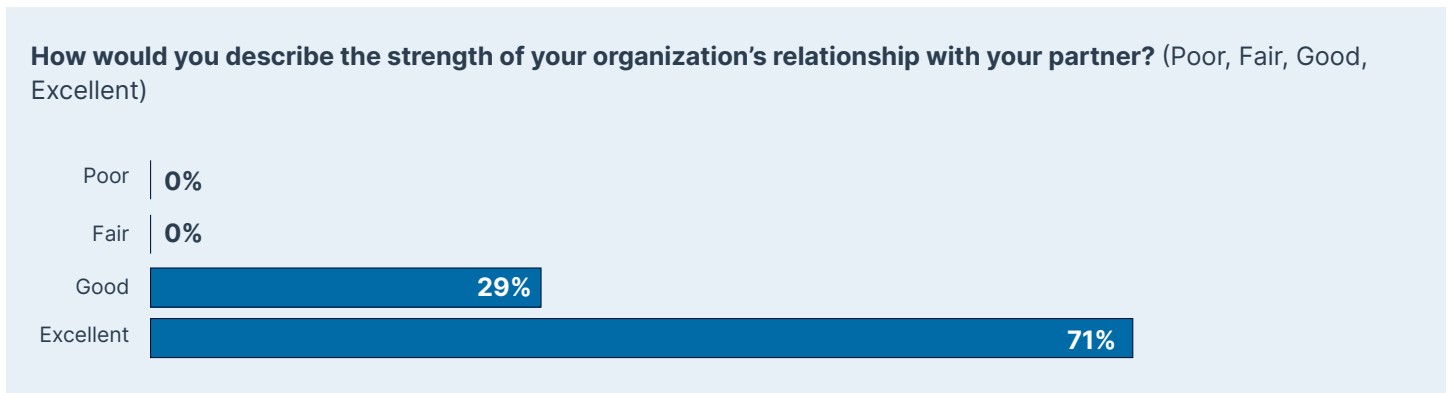 How would you describe the strength of your organization’s relationship with your partner? (Poor, Fair, Good,
Excellent)
Poor 0%
Fair 0%
Good 29%
Excellent 71%